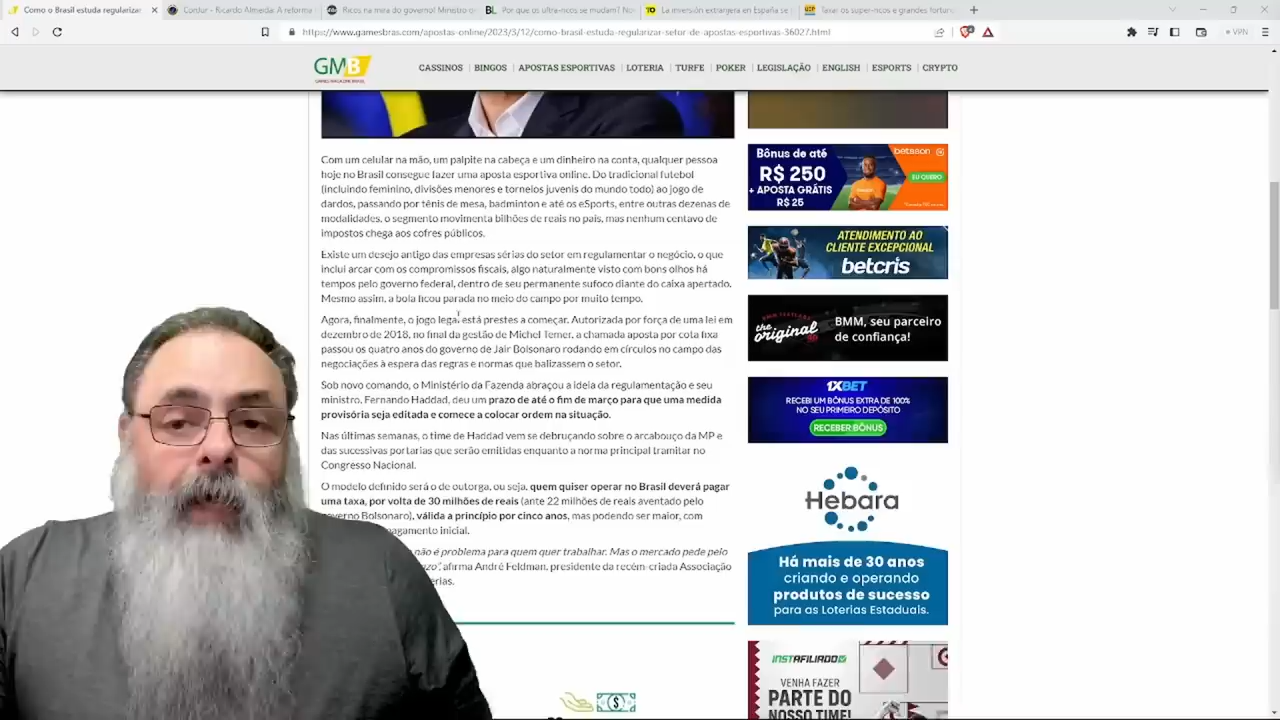 Como o Brasil estuda regularizar
Conjur - Ricardo Almeida: A reforma
Ricos na mira do governo! Ministro
Por que os ultra-ricos se mudam?
La inversión extranjera en España se
Taxar os super-ricos e grandes fortun
VPN
https://www.gamesbras.com/apostas-online/2023/3/12/como-brasil-estuda-regularizar-setor-de-apostas-esportivas-36027.html
GMB
GAMES MAGAZINE BRASIL
CASSINOS | BINGOS | APOSTAS ESPORTIVAS | LOTERIA | TURFE | POKER | LEGISLAÇÃO | ENGLISH | ESPORTS | CRYPTO
Com um celular na mão, um palpite na cabeça e um dinheiro na conta, qualquer pessoa
hoje no Brasil consegue fazer uma aposta esportiva online. Do tradicional futebol
(incluindo feminino, divisões menores e torneios juvenis do mundo todo) ao jogo de
dardos, passando por tênis de mesa, badminton e até os eSports, entre outras dezenas de
modalidades, o segmento movimenta bilhões de reais no país, mas nenhum centavo de
impostos chega aos cofres públicos.
Existe um desejo antigo das empresas sérias do setor em regulamentar o negócio, o que
inclui arcar com os compromissos fiscais, algo naturalmente visto com bons olhos há
tempos pelo governo federal, dentro de seu permanente sufoco diante do caixa apertado.
Mesmo assim, a bola ficou parada no meio do campo por muito tempo.
Agora, finalmente, o jogo legal está prestes a começar. Autorizada por força de uma lei em
dezembro de 2018, no final da gestão de Michel Temer, a chamada aposta por cota fixa
passou os quatro anos do governo de Jair Bolsonaro rodando em círculos no campo das
negociações à espera das regras e normas que balizassem o setor.
Sob novo comando, o Ministério da Fazenda abraçou a ideia da regulamentação e seu
ministro, Fernando Haddad, deu um prazo de até o fim de março para que uma medida
provisória seja editada e comece a colocar ordem na situação.
Nas últimas semanas, o time de Haddad vem se debruçando sobre o arcabouço da MP e
das sucessivas portarias que serão emitidas enquanto a norma principal tramitar no
Congresso Nacional.
O modelo definido será o de outorga, ou seja, quem quiser operar no Brasil deverá pagar
uma taxa, por volta de 30 milhões de reais (ante 22 milhões de reais aventado pelo
governo Bolsonaro), válida a princípio por cinco anos, mas podendo ser maior, com
pagamento inicial.
não é problema para quem quer trabalhar. Mas o mercado pede pelo
afirma André Feldman, presidente da recém-criada Associação
Bônus de até
R$ 250
+ APOSTA GRÁTIS
R$ 25
betsson
EU QUERO
ATENDIMENTO AO
CLIENTE EXCEPCIONAL
betcris
the original
BMM, seu parceiro
de confiança!
1XBET
RECEBI UM BÔNUS EXTRA DE 100%
NO SEU PRIMEIRO DEPÓSITO
RECEBER BÔNUS
Hebara
Há mais de 30 anos
criando e operando
produtos de sucesso
para as Loterias Estaduais.
INSTAFILIADO
VENHA FAZER
PARTE DO
NOSSO TIME!